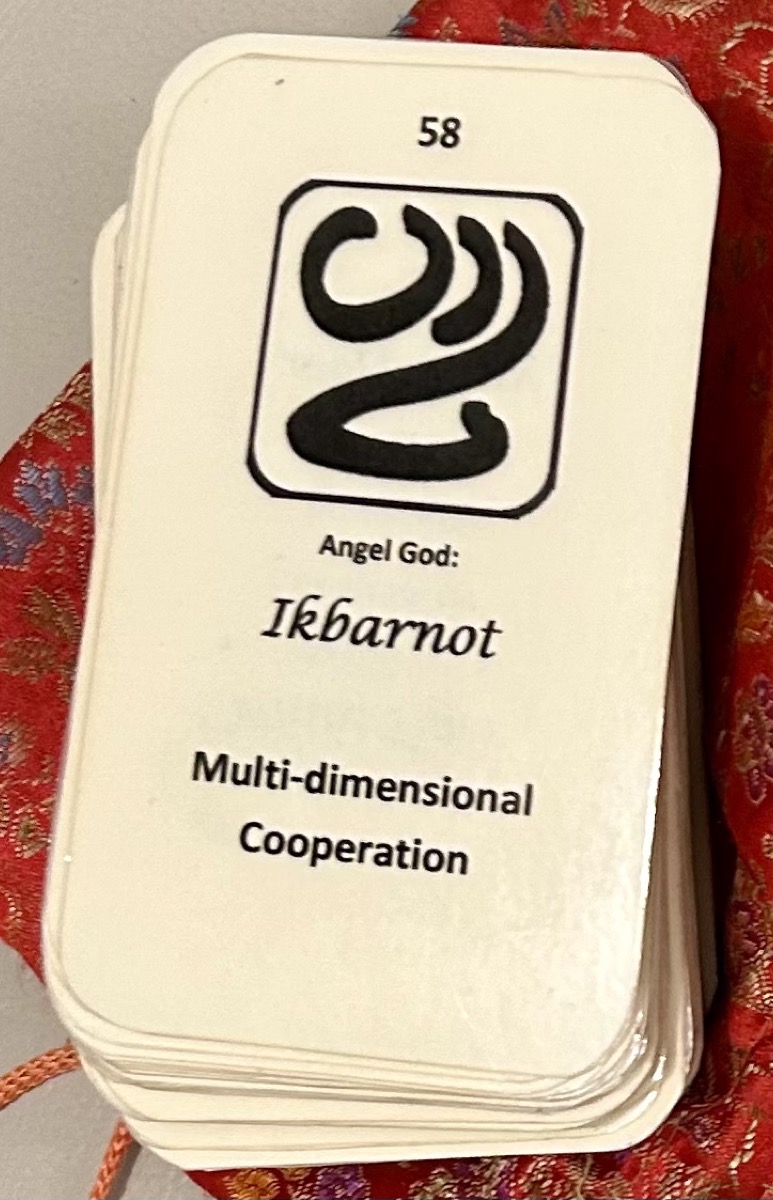 58
Angel God:
Ikbarnot
Multi-dimensional
Cooperation